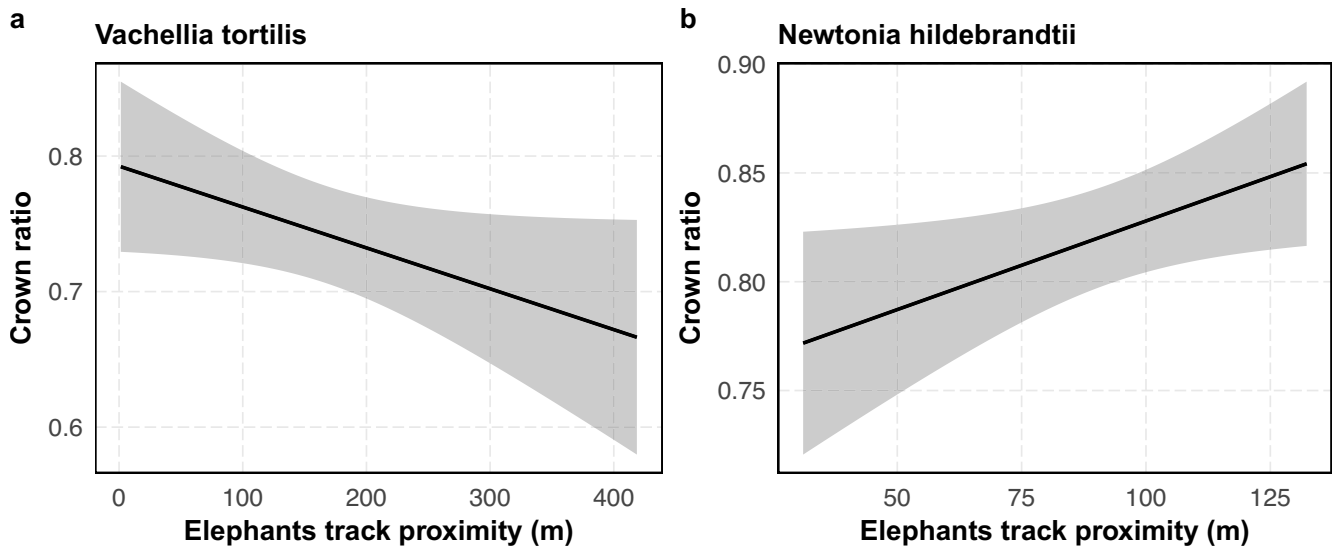 a
Vachellia tortilis
Crown ratio
0.8
0.7
0.6
0 100 200 300 400
Elephants track proximity (m)
b
Newtonia hildebrandtii
Crown ratio
0.90
0.85
0.80
0.75
50 75 100 125
Elephants track proximity (m)